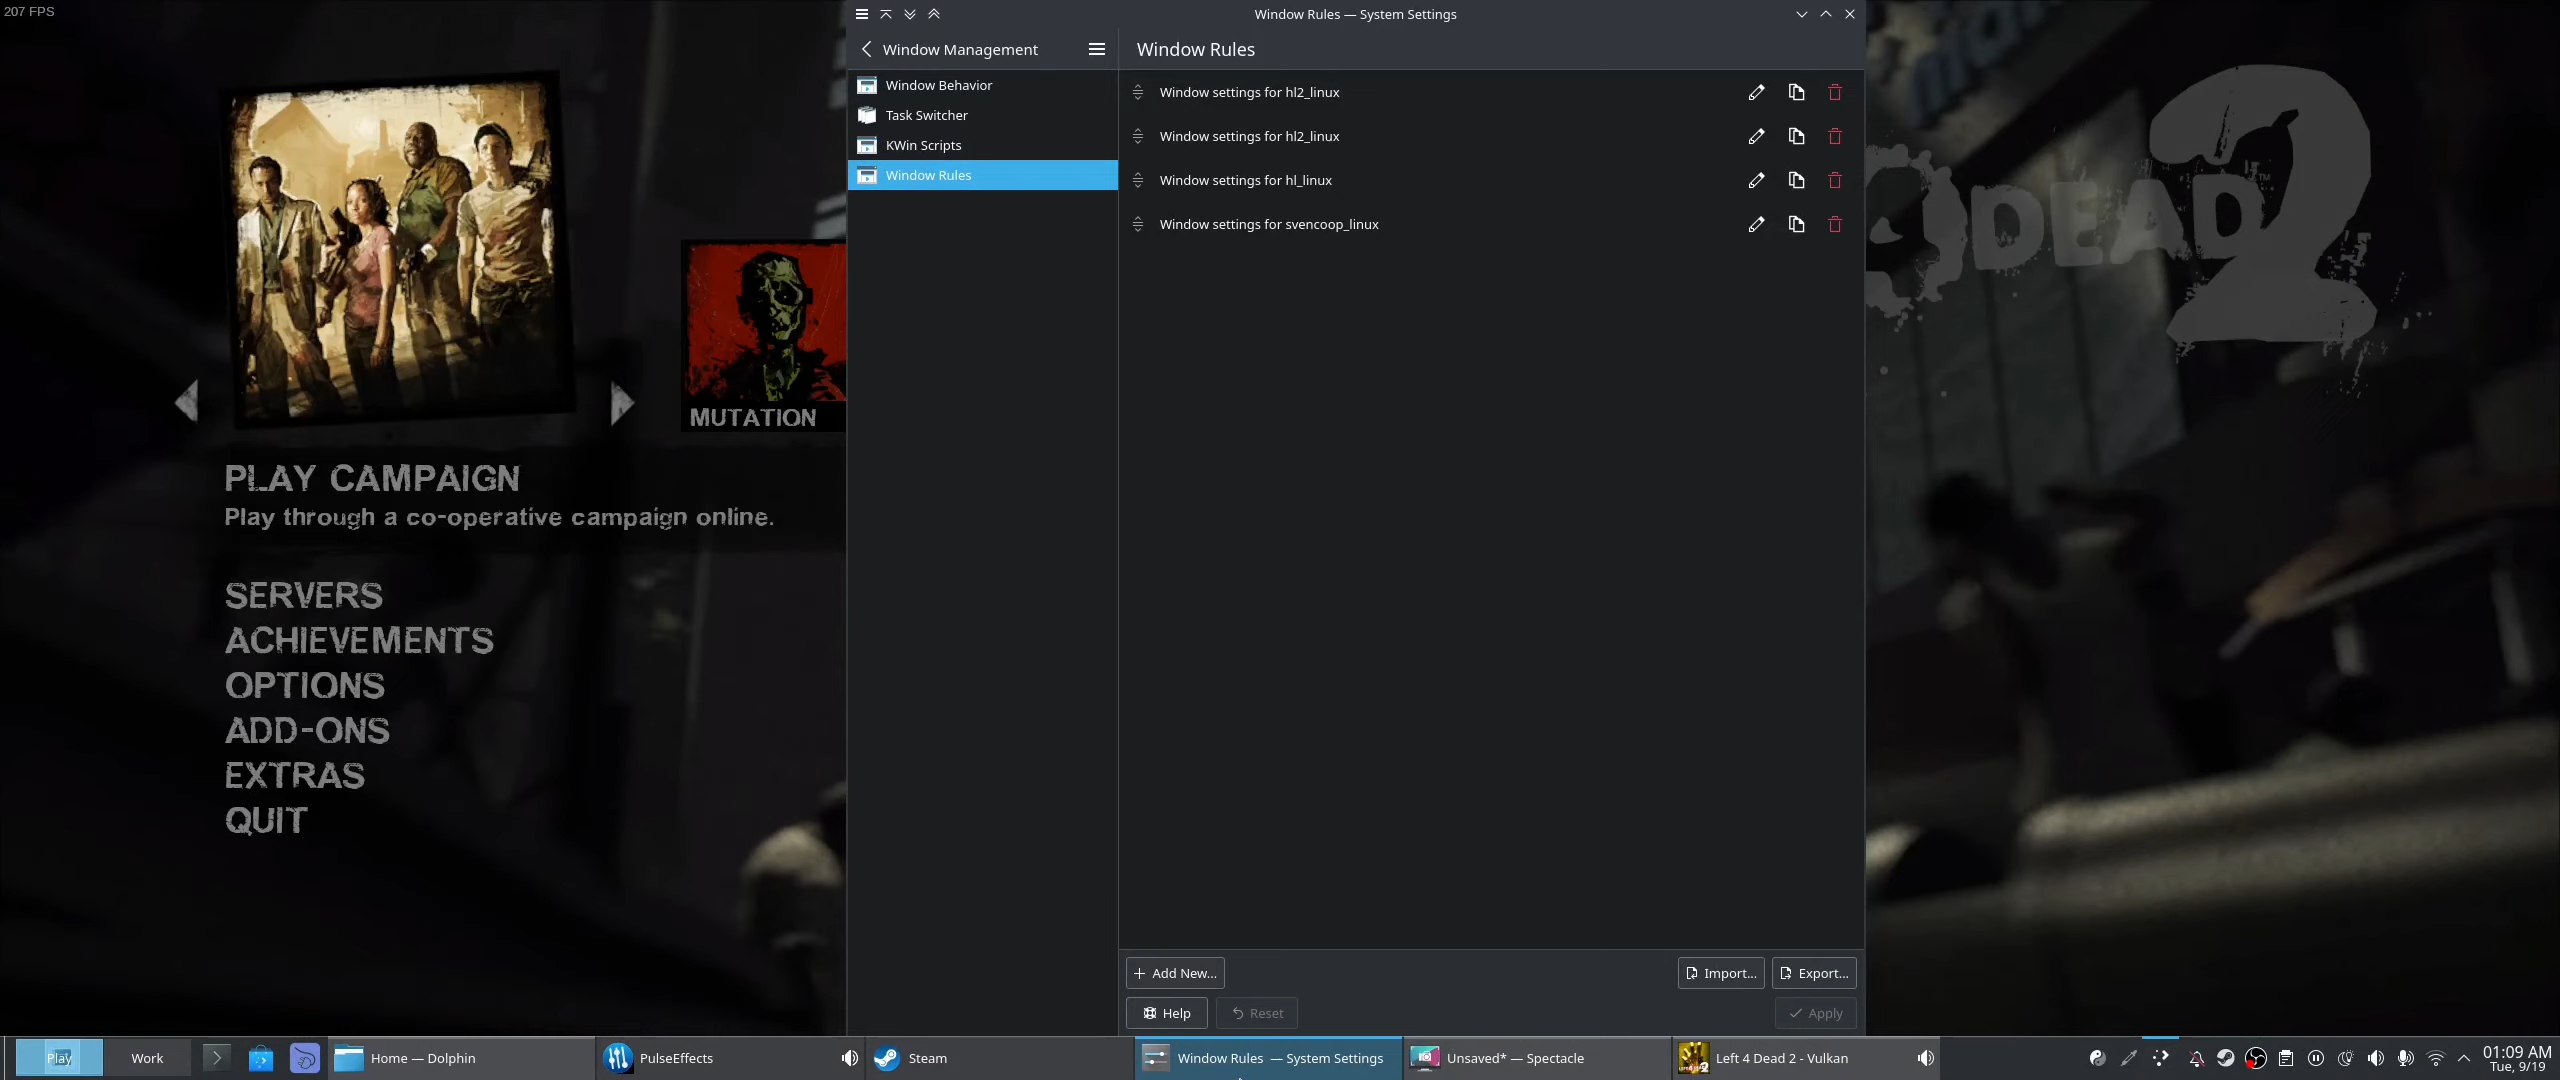 207 FPS
Window Rules — System Settings
Window Management
Window Rules
Window Behavior
Task Switcher
KWin Scripts
Window Rules
Window settings for hl2_linux
Window settings for hl2_linux
Window settings for hl_linux
Window settings for svencoop_linux
DEAD 2
TM
MUTATION
PLAY CAMPAIGN
Play through a co-operative campaign online.
SERVERS
ACHIEVEMENTS
OPTIONS
ADD-ONS
EXTRAS
QUIT
Add New...
Import...
Export...
Help
Reset
Apply
Play
Work
Home — Dolphin
PulseEffects
Steam
Window Rules — System Settings
Unsaved* — Spectacle
Left 4 Dead 2 - Vulkan
01:09 AM
Tue, 9/19